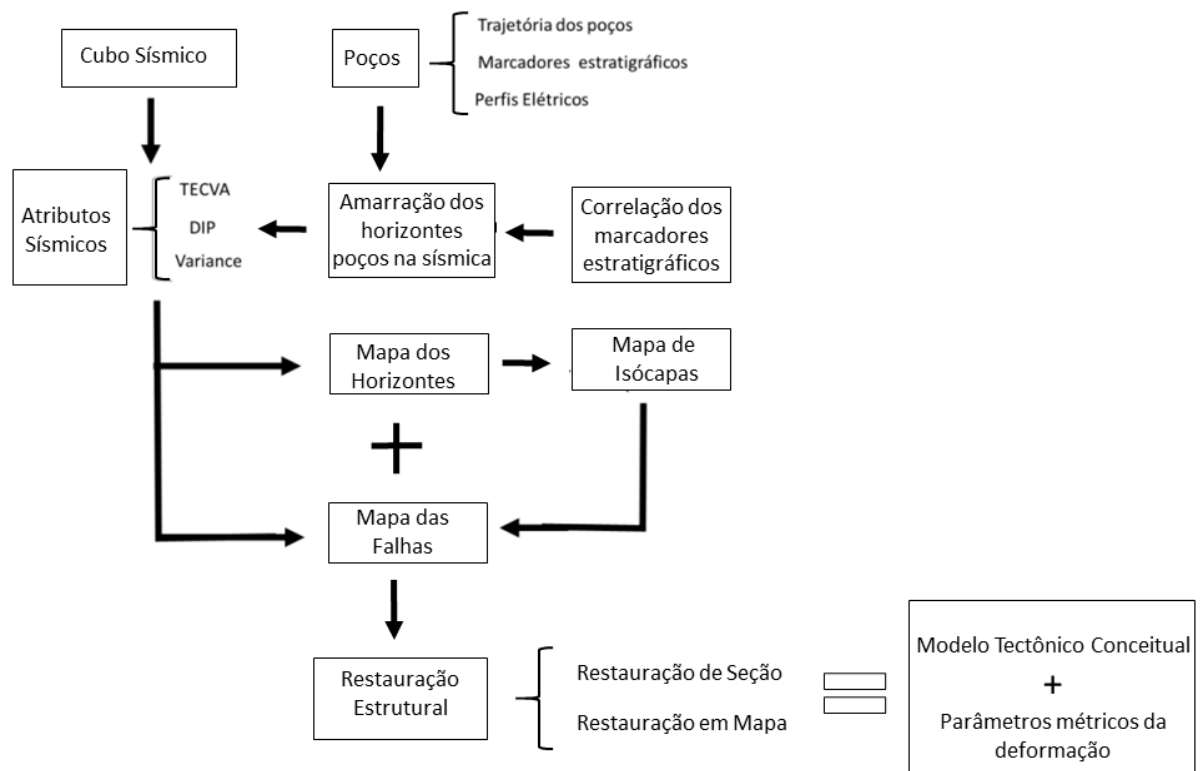 Cubo Sísmico
Poços
Trajetória dos poços
Marcadores estratigráficos
Perfis Elétricos
Atributos
Sísmicos
TECVA
DIP
Variance
Amarração dos
horizontes
poços na sísmica
Correlação dos
marcadores
estratigráficos
Mapa dos
Horizontes
Mapa de
Isócapas
+
Mapa das
Falhas
Restauração
Estrutural
Restauração de Seção
Restauração em Mapa
=
Modelo Tectônico Conceitual
+
Parâmetros métricos da
deformação